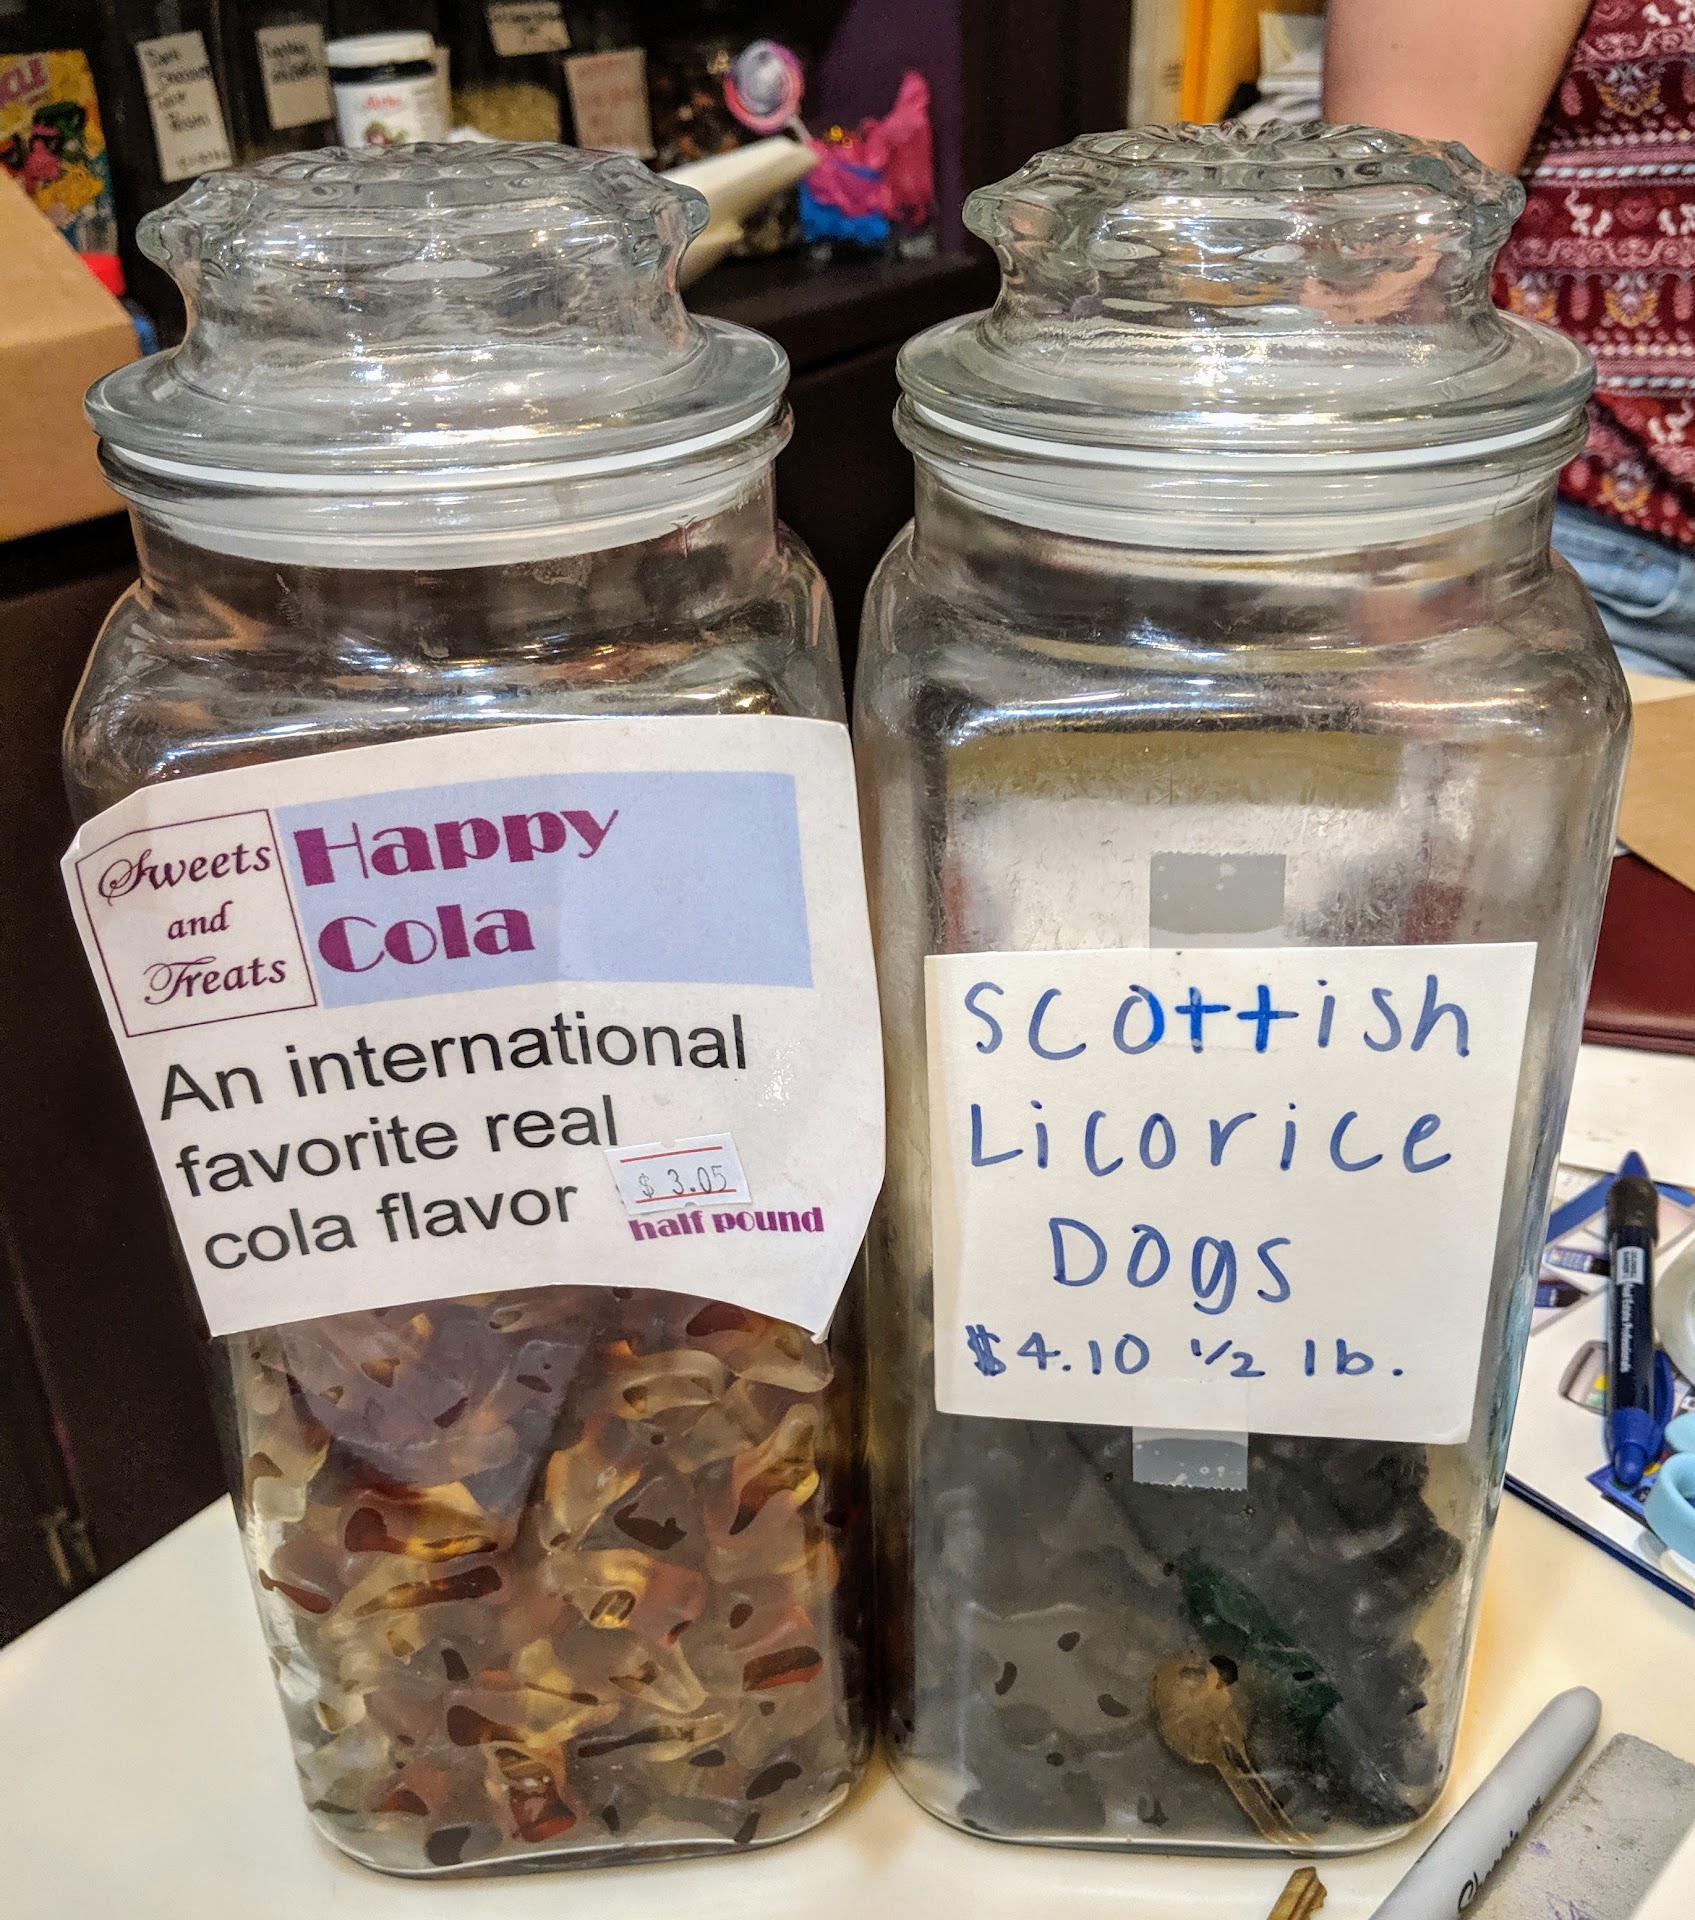 Sweets
and
Treats
Happy
Cola
An international
favorite real
cola flavor
$ 3.05
half pound
Scottish
Licorice
Dogs
$4.10 1/2 lb.
Sharpie